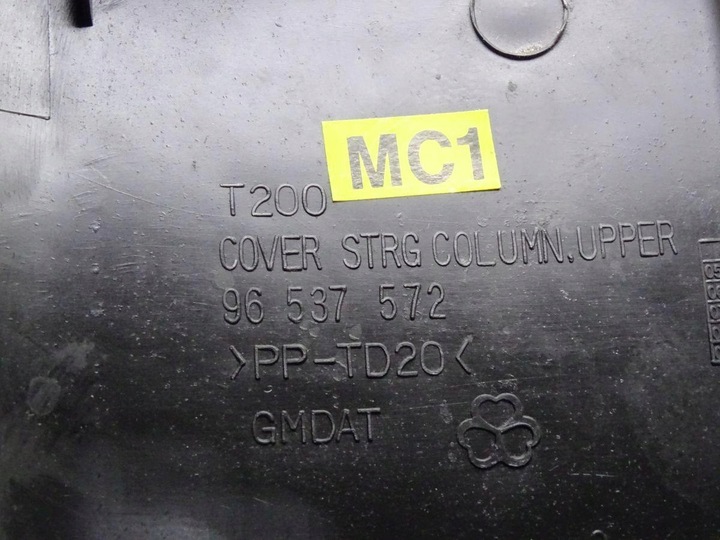 MC1
T200
COVER STRG COLUMN.UPPER
96 537 572
>PP-TD20<
GMDAT